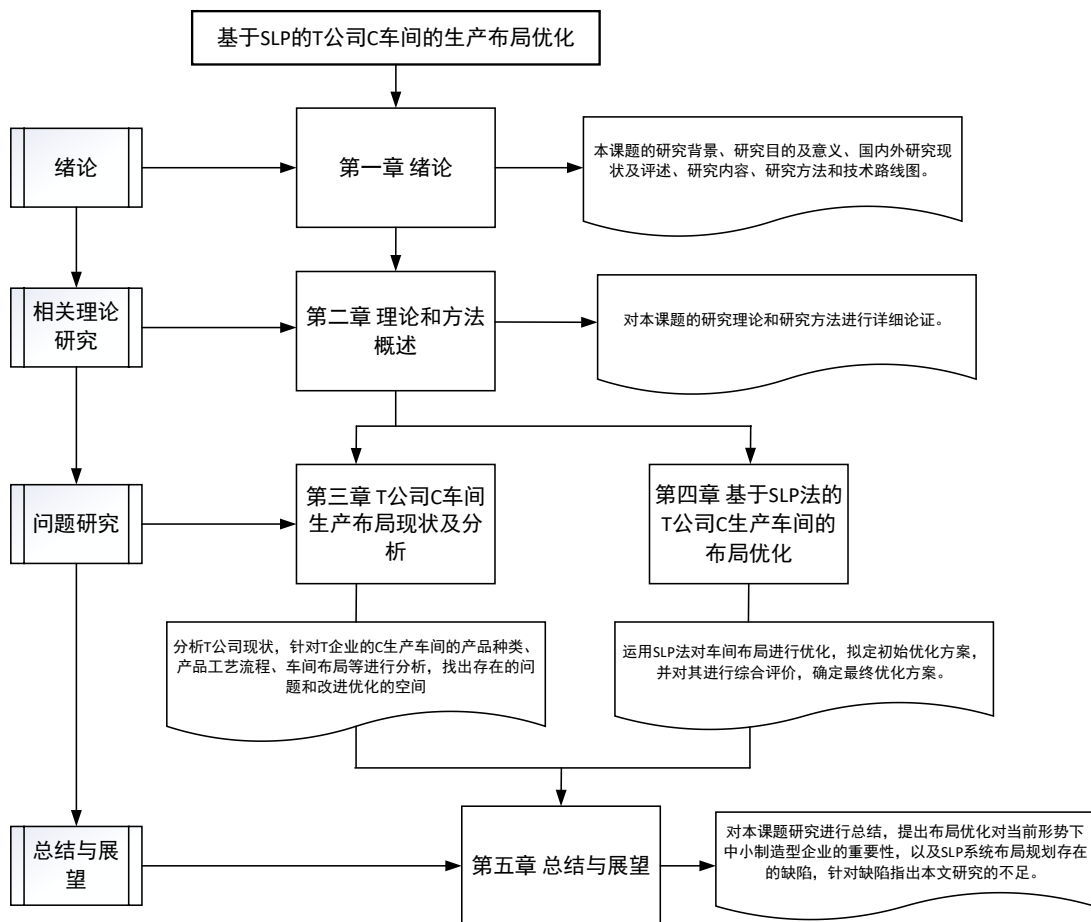 基于SLP的T公司C车间的生产布局优化
绪论
第一章 绪论
本课题的研究背景、研究目的及意义、国内外研究现
状及评述、研究内容、研究方法和技术路线图。
相关理论
研究
第二章 理论和方法
概述
对本课题的研究理论和研究方法进行详细论证。
问题研究
第三章 T公司C车间
生产布局现状及分
析
第四章 基于SLP法的
T公司C生产车间的
布局优化
分析T公司现状，针对T企业的C生产车间的产品种类、
产品工艺流程、车间布局等进行分析，找出存在的问
题和改进优化的空间
运用SLP法对车间布局进行优化，拟定初始优化方案，
并对其进行综合评价，确定最终优化方案。
总结与展
望
第五章 总结与展望
对本课题研究进行总结，提出布局优化对当前形势下
中小制造型企业的重要性，以及SLP系统布局规划存在
的缺陷，针对缺陷指出本文研究的不足。